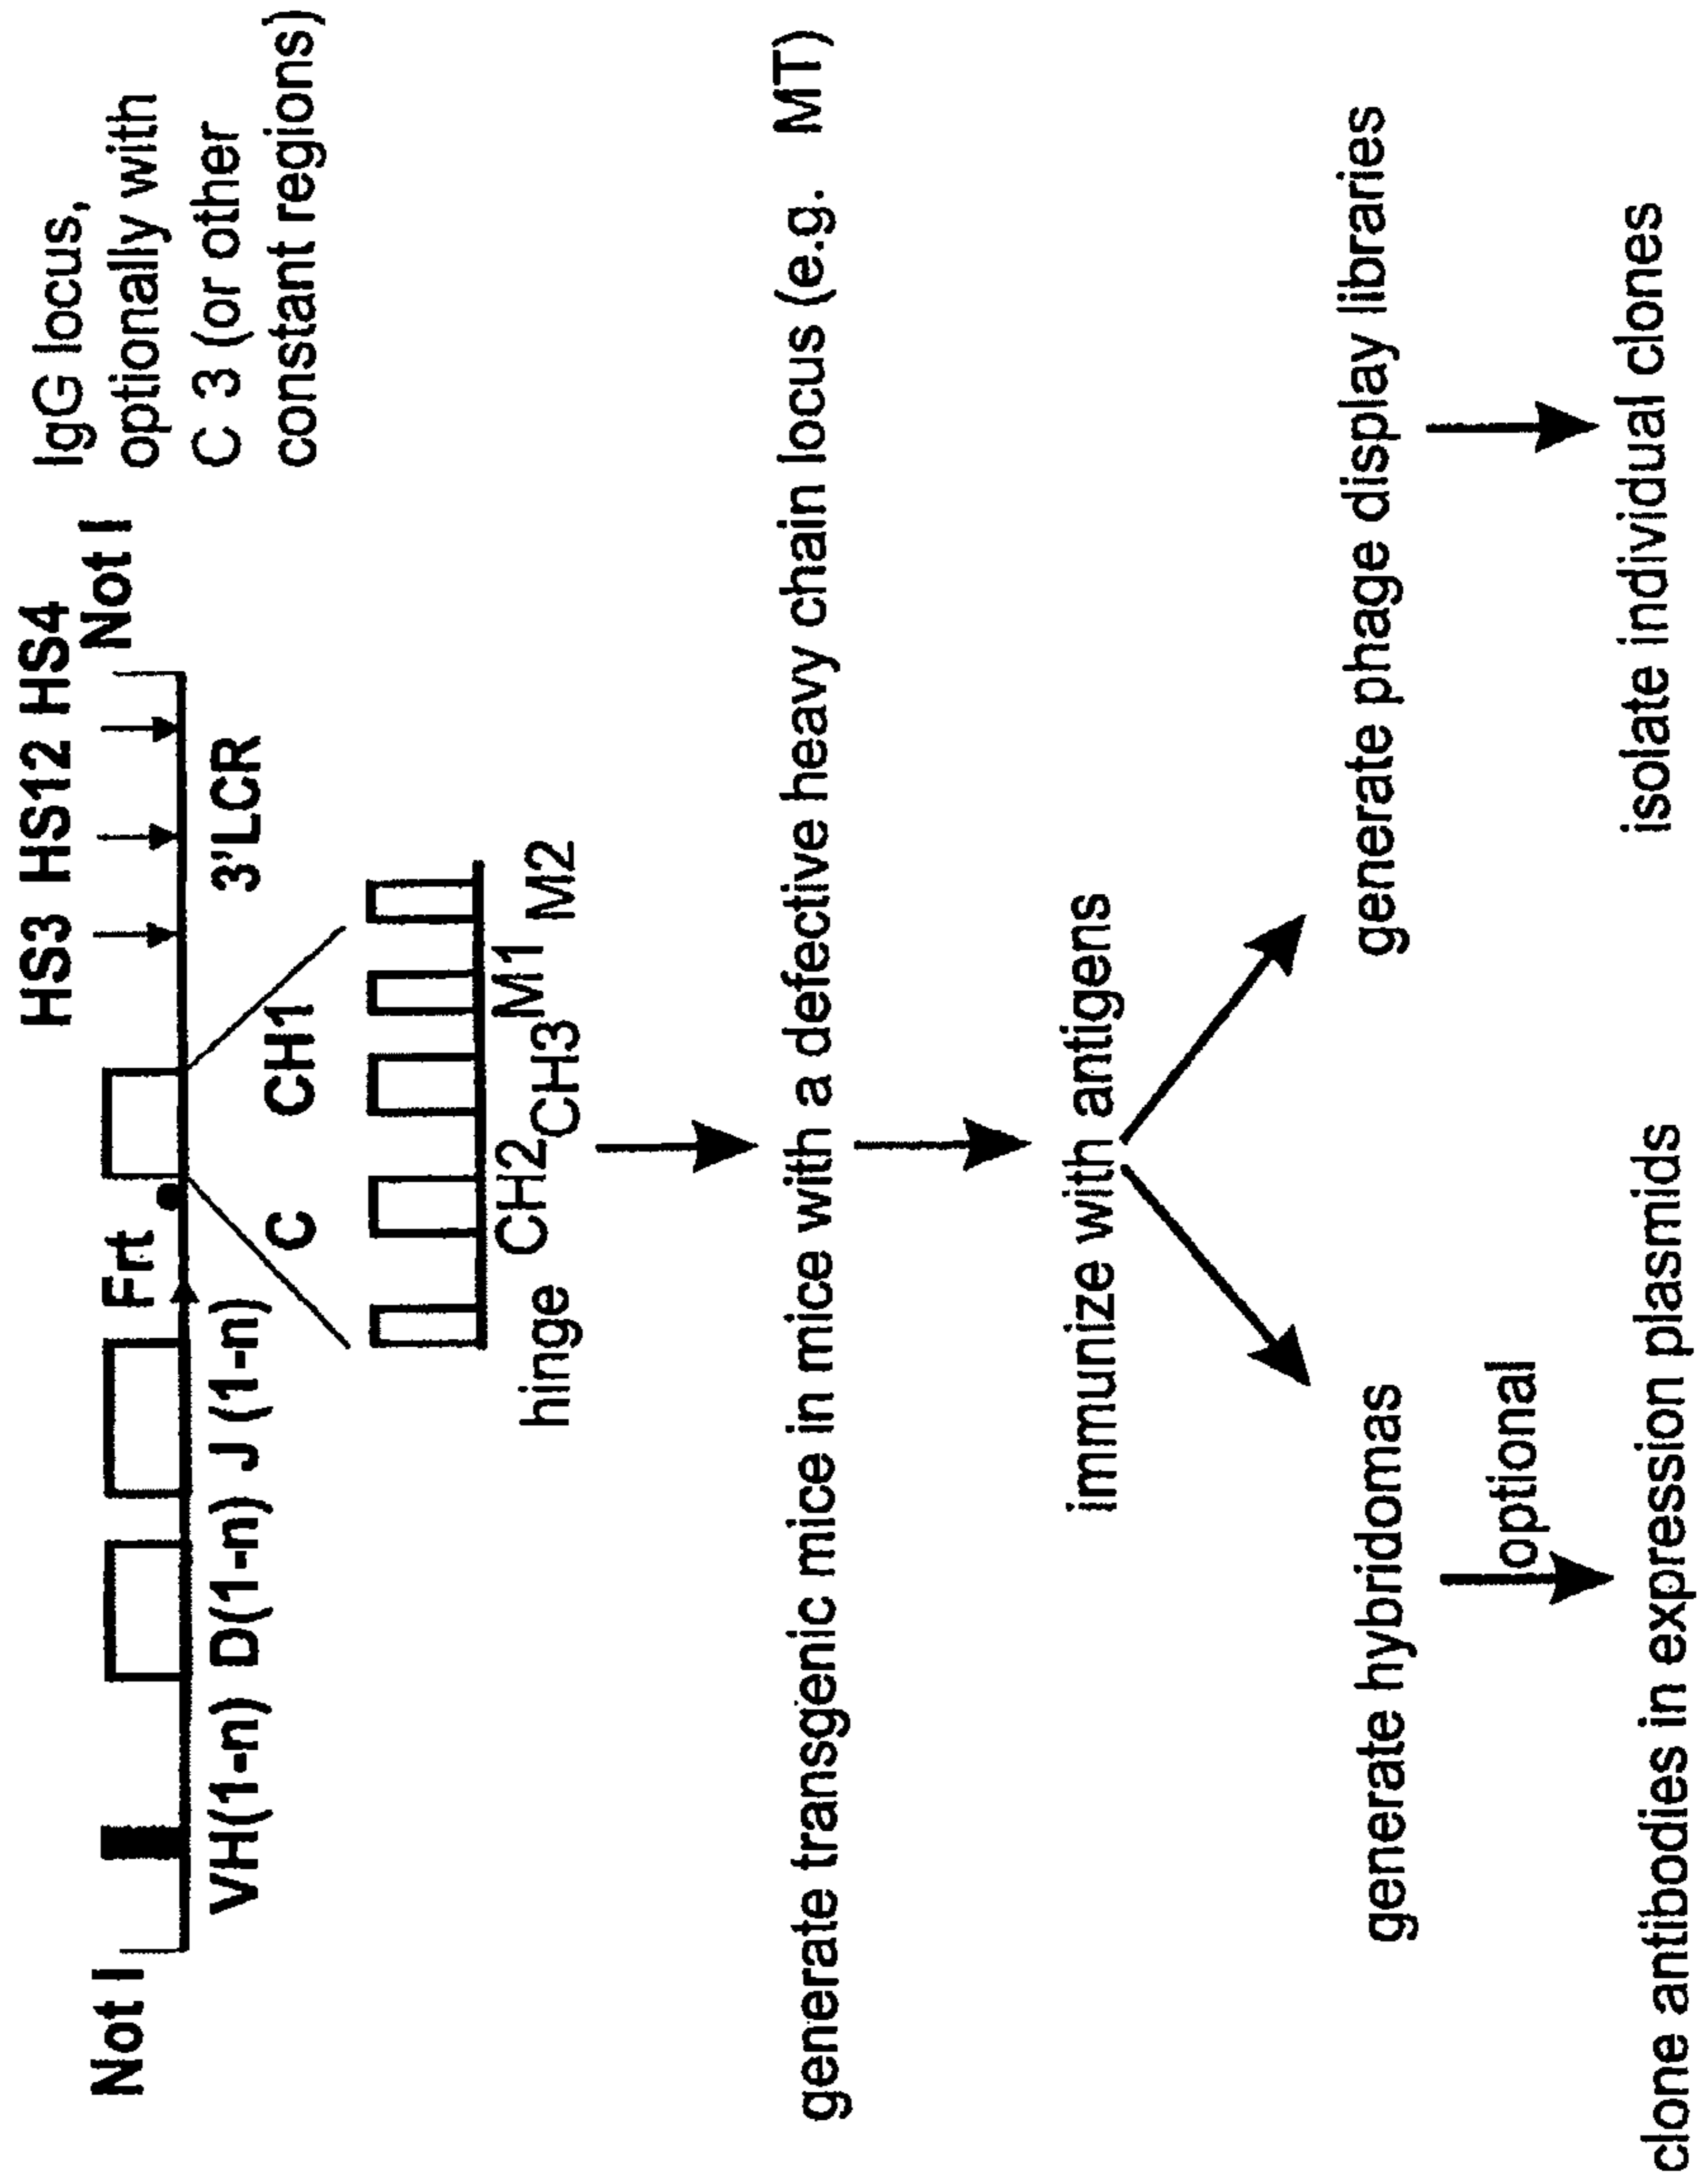 HS3 HS12 HS4
Not I
Frt
Not I
IgG locus,
optionally with
C 3 (or other
constant regions)
VH(1-n) D(1-n) J (1-n)
3'LCR
C CH1
hinge
CH2
CH3
M1
M2
generate transgenic mice in mice with a defective heavy chain locus (e.g. MT)
immunize with antigens
generate hybridomas
generate phage display libraries
optional
clone antibodies in expression plasmids
isolate individual clones